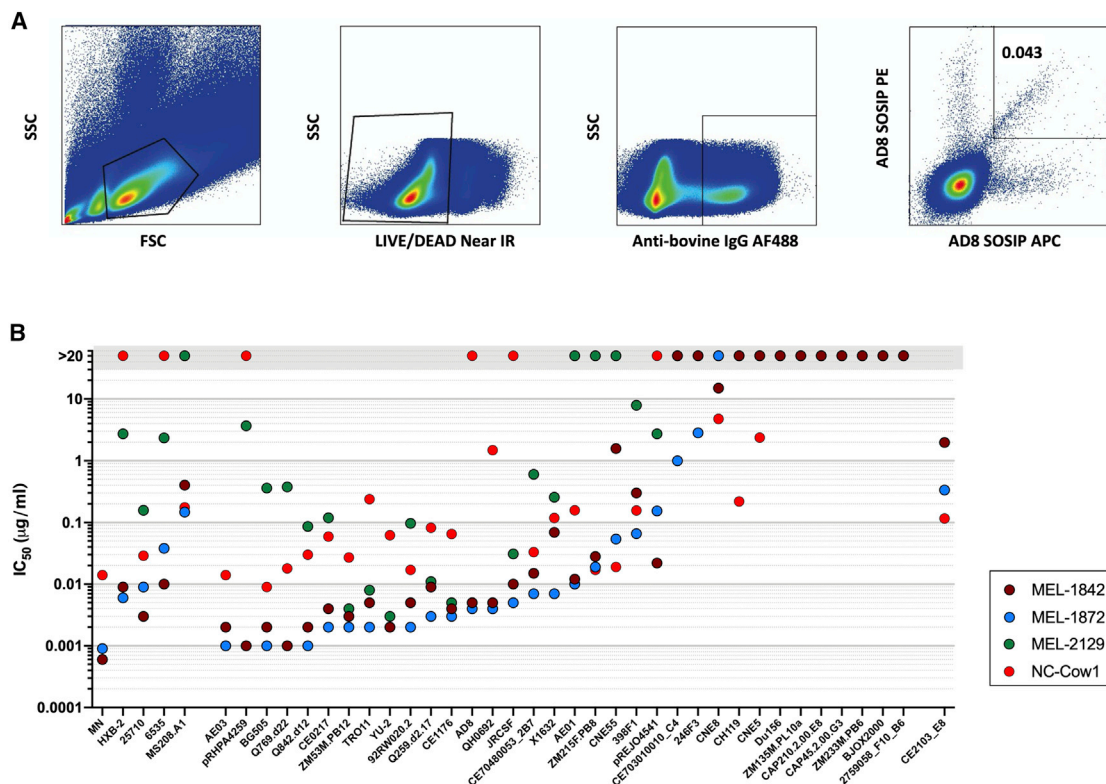 A
SSC
FSC
SSC
LIVE/DEAD Near IR
SSC
Anti-bovine IgG AF488
AD8 SOSIP PE
0.043
AD8 SOSIP APC
B
IC50 (µg/ml)
>20
10
1
0.1
0.01
0.001
0.0001
MN
HXB-2
25710
6535
MS208.A1
AE03
pRHPA4259
BG505
Q769.d22
Q842.d12
CE0217
ZM53M.PB12
TRO11
YU-2
92RW020.2
Q259.d2.17
CE1176
AD8
QH0692
JRCSF
CE70480053_2B7
X1632
AE01
ZM215F.PB8
CNE55
398F1
pREJO4541
CE703010010_C4
246F3
CNE8
CH119
CNE5
Du156
ZM135M.PL10a
CAP210.2.00.E8
CAP45.2.00.G3
ZM233M.PB6
BJOX2000
2759058_F10_B6
CE2103_E8
MEL-1842
MEL-1872
MEL-2129
NC-Cow1